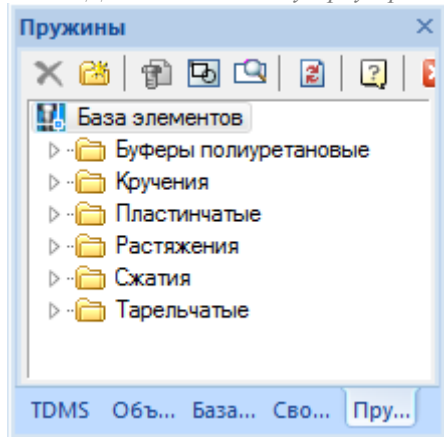 Пружины
База элементов
Буферы полиуретановые
Кручения
Пластинчатые
Растяжения
Сжатия
Тарельчатые
TDMS Объ... База... Сво... Пру...